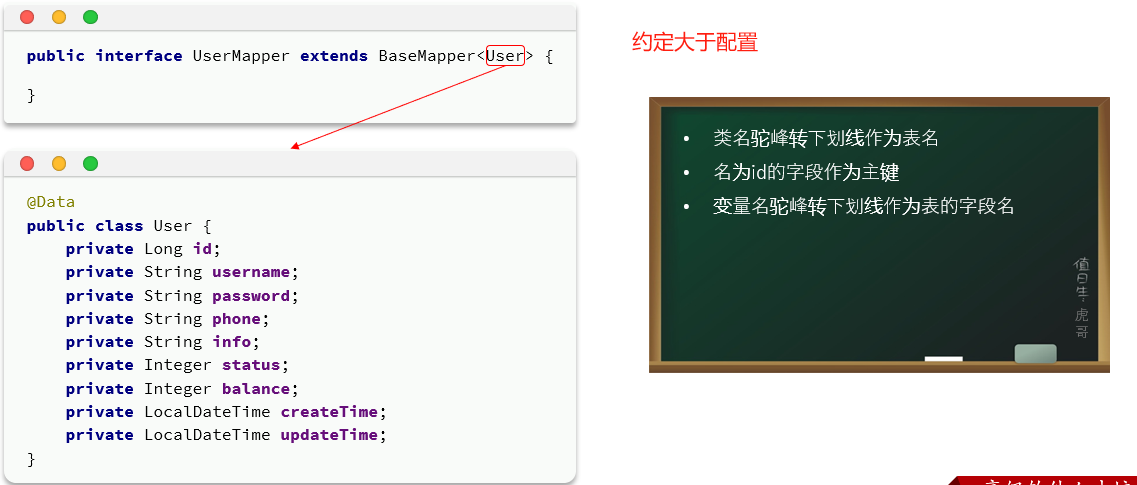 public interface UserMapper extends BaseMapper<User> {
}
@Data
public class User {
private Long id;
private String username;
private String password;
private String phone;
private String info;
private Integer status;
private Integer balance;
private LocalDateTime createTime;
private LocalDateTime updateTime;
}
约定大于配置
• 类名驼峰转下划线作为表名
• 名为id的字段作为主键
• 变量名驼峰转下划线作为表的字段名
值日生:虎哥